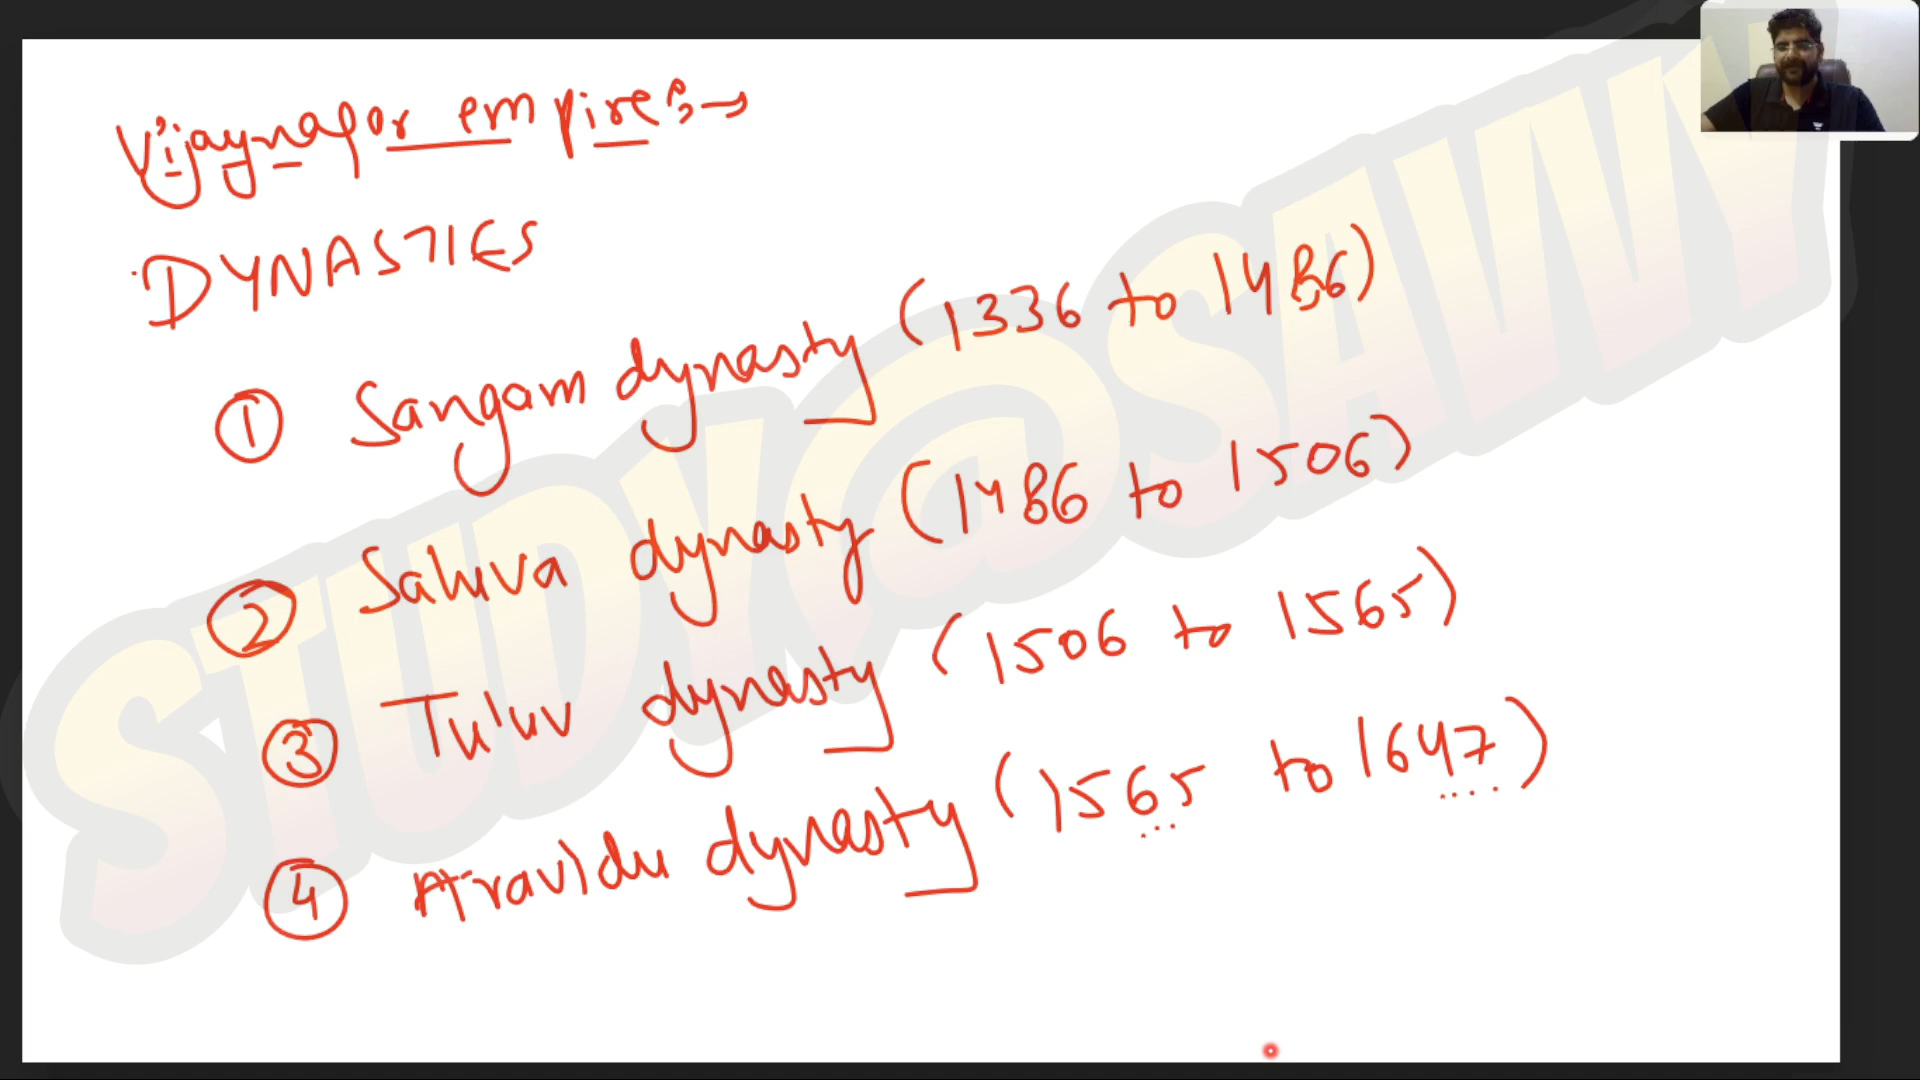 Vijaynagar empire :→
DYNASTIES
① Sangam dynasty (1336 to 1486)
② Saluva dynasty (1486 to 1506)
③ Tuluv dynasty (1506 to 1565)
④ Aravidu dynasty (1565 to 1647)
STUDY@SAVVY